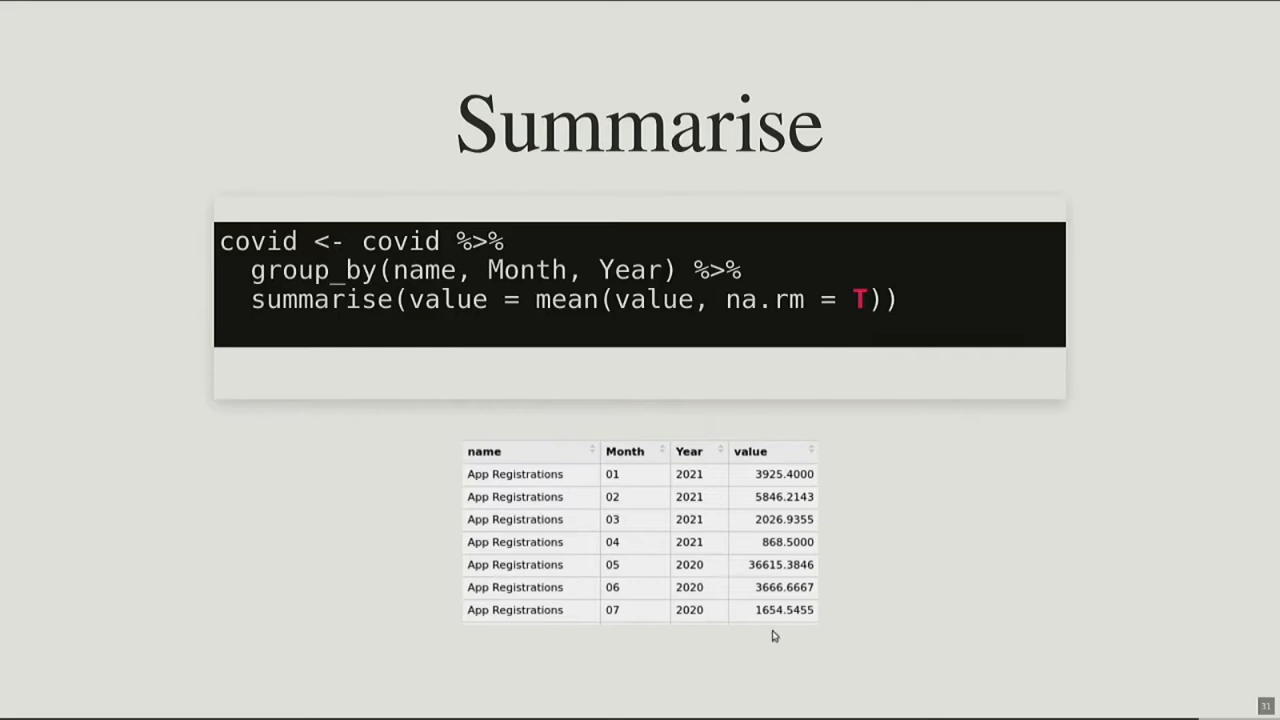 Summarise
covid <- covid %>%
  group_by(name, Month, Year) %>%
  summarise(value = mean(value, na.rm = T))
name Month Year value
App Registrations 01 2021 3925.4000
App Registrations 02 2021 5846.2143
App Registrations 03 2021 2026.9355
App Registrations 04 2021 868.5000
App Registrations 05 2020 36615.3846
App Registrations 06 2020 3666.6667
App Registrations 07 2020 1654.5455
31